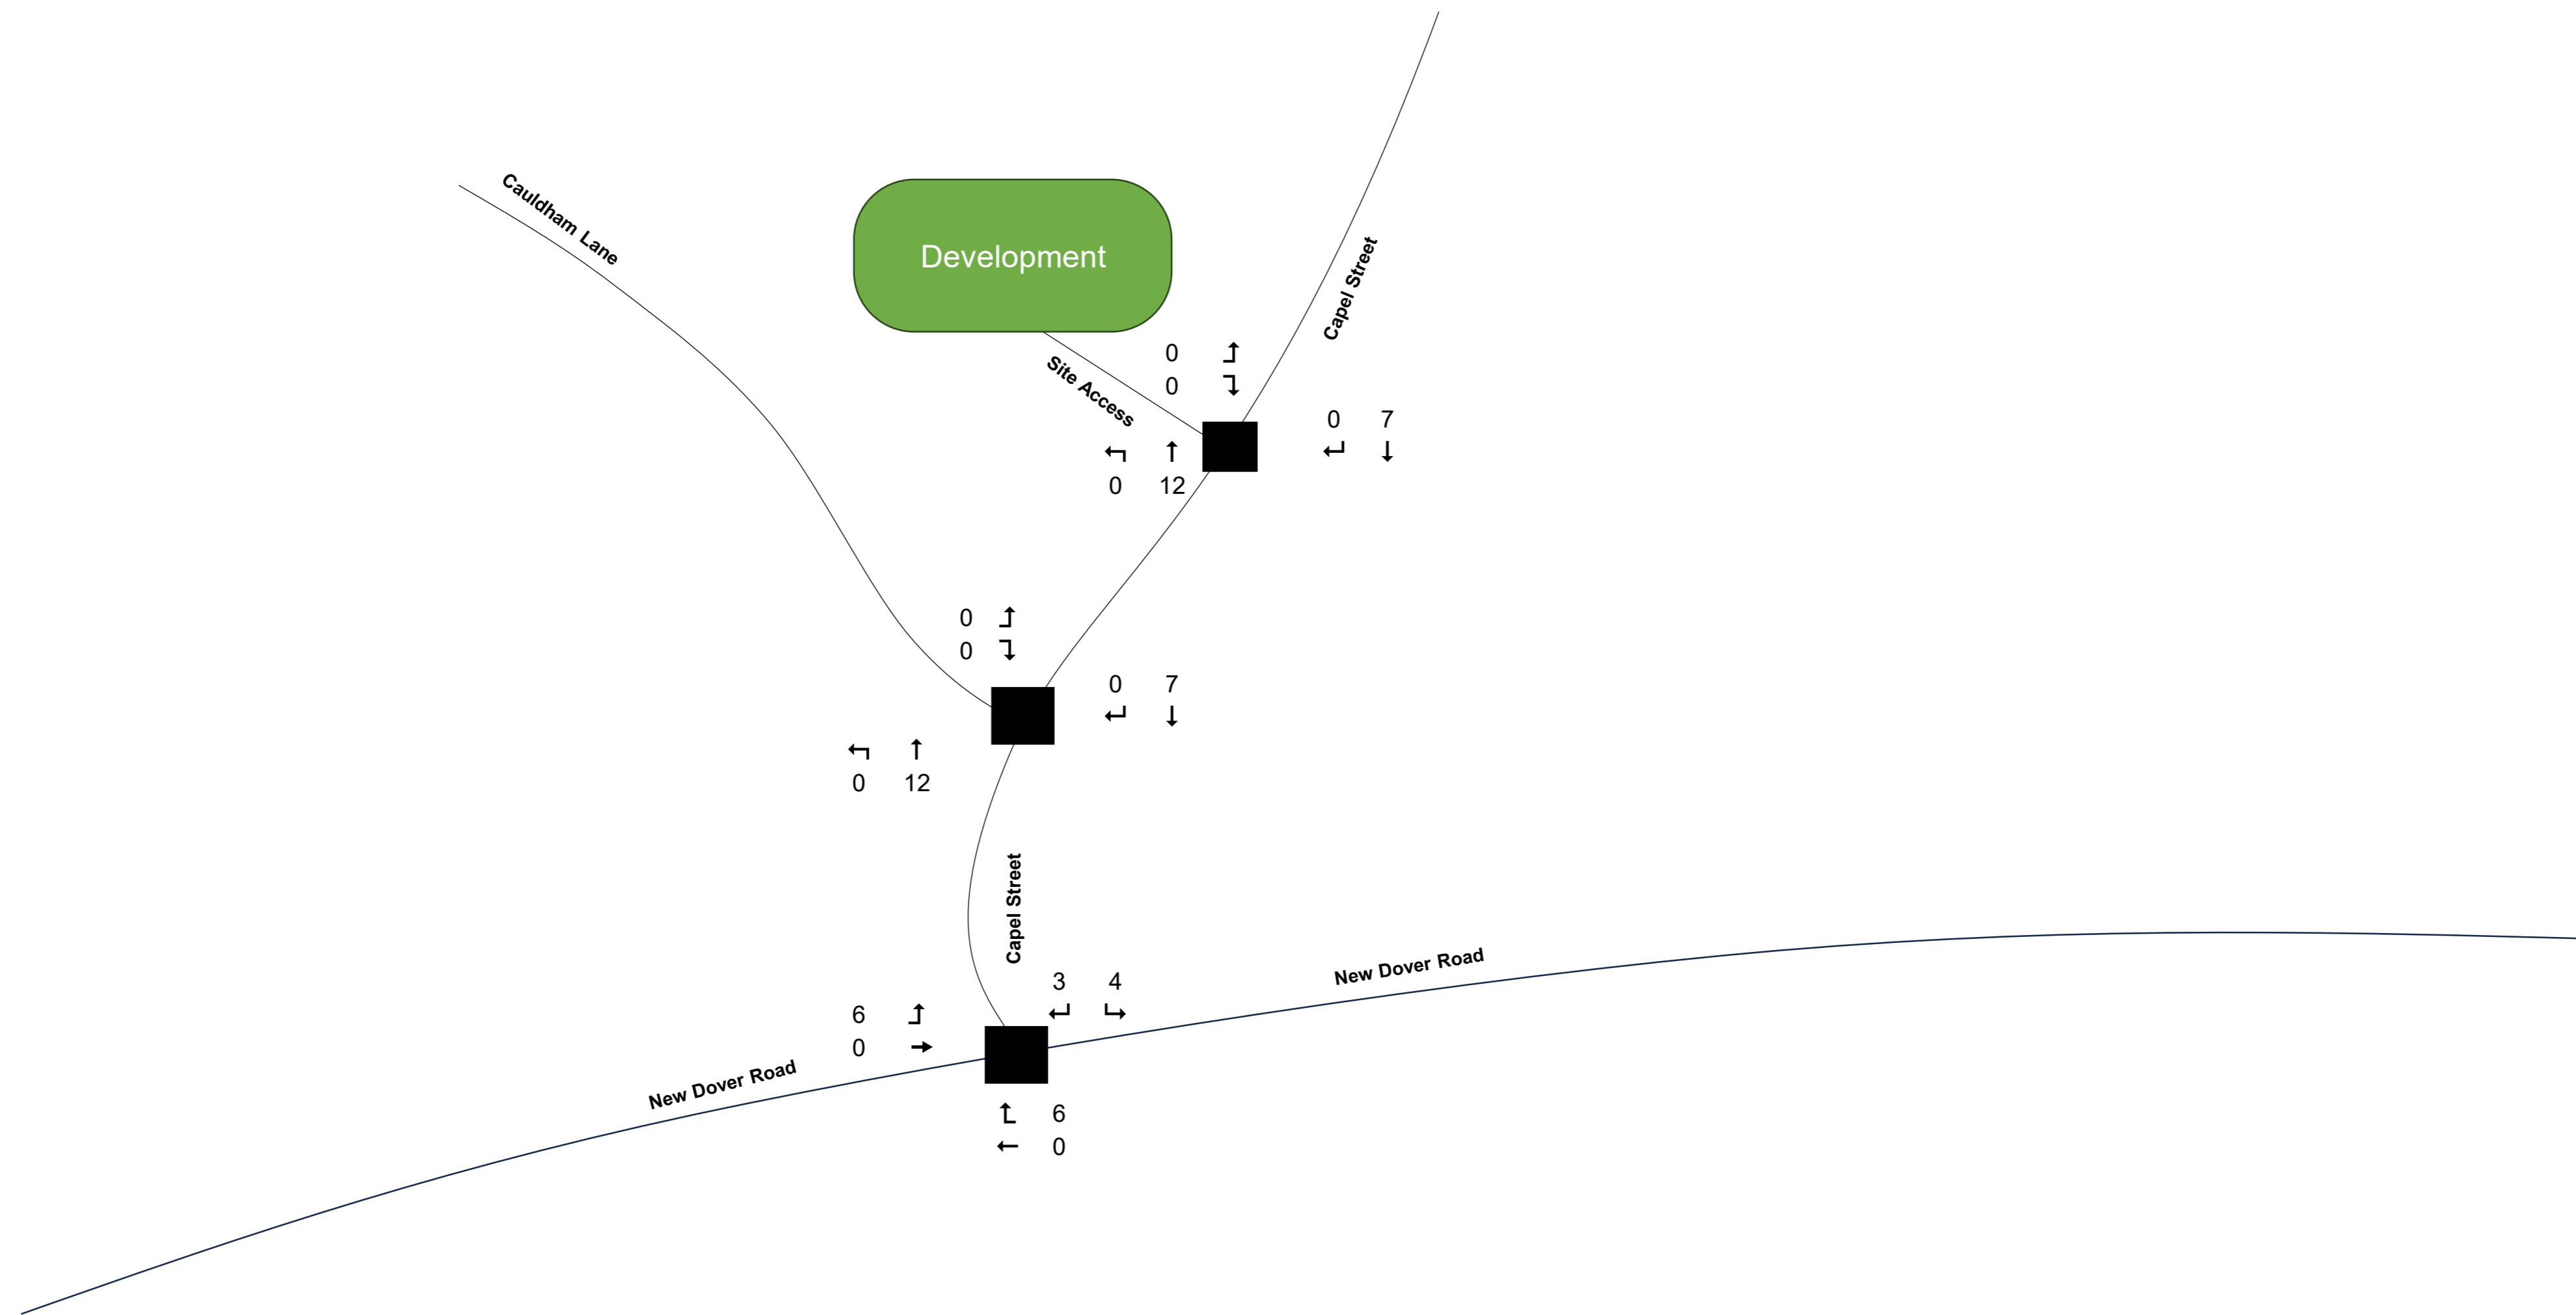 Cauldham Lane
Development
Capel Street
0
0
Site Access
0 7
0 12
0
0
0 7
0 12
Capel Street
New Dover Road
3 4
6
0
New Dover Road
6
0